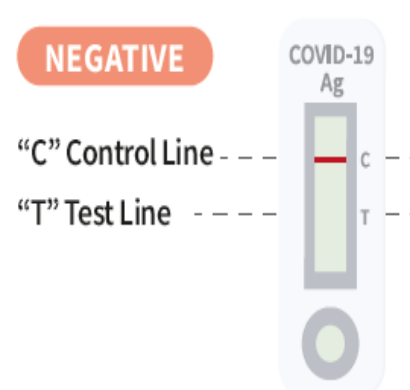 NEGATIVE
COVID-19
Ag
“C” Control Line
C
“T” Test Line
T